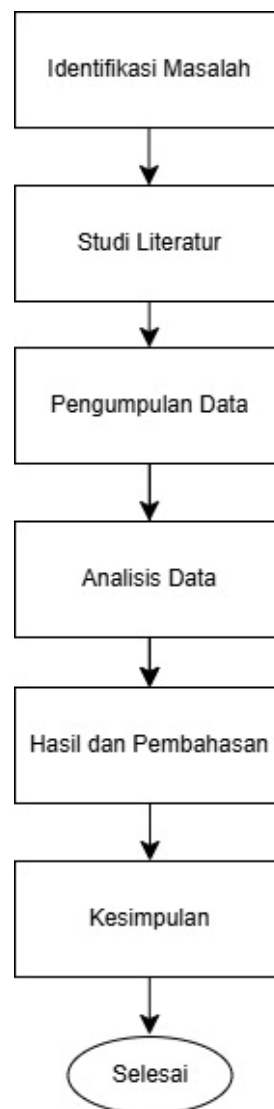 Identifikasi Masalah
Studi Literatur
Pengumpulan Data
Analisis Data
Hasil dan Pembahasan
Kesimpulan
Selesai